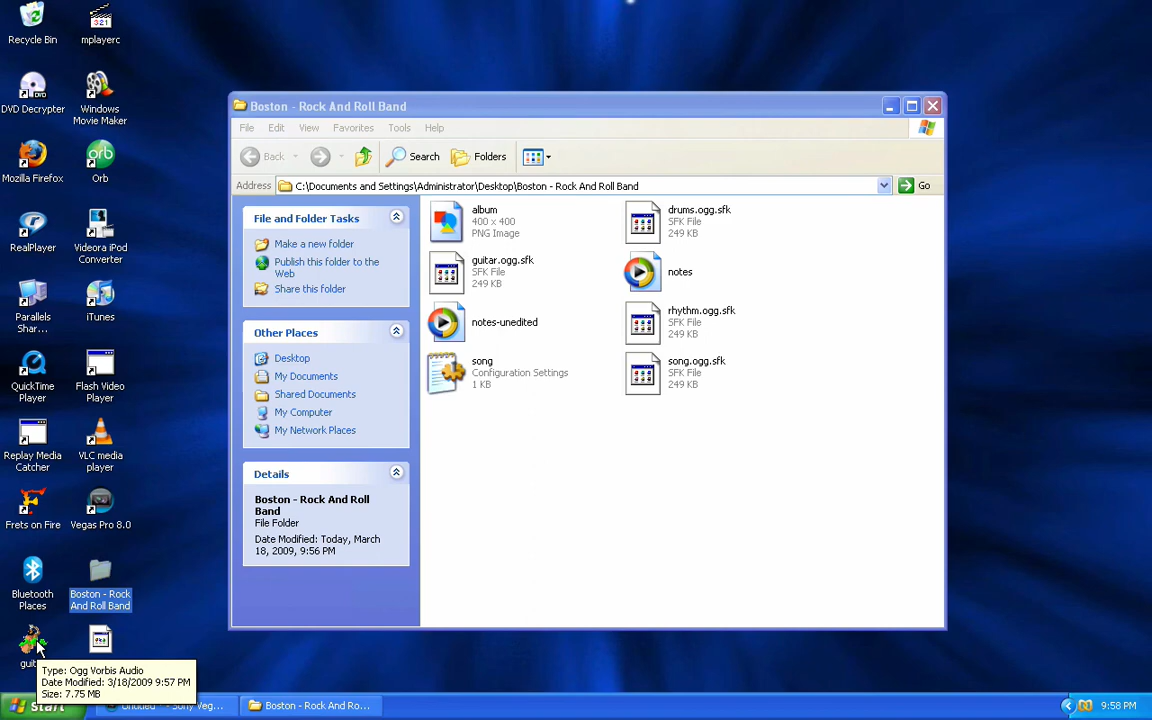 Recycle Bin
mplayerc
DVD Decrypter
Windows
Movie Maker
Mozilla Firefox
Orb
RealPlayer
Videora iPod
Converter
Parallels
Shar...
iTunes
QuickTime
Player
Flash Video
Player
Replay Media
Catcher
VLC media
player
Frets on Fire
Vegas Pro 8.0
Bluetooth
Places
Boston - Rock
And Roll Band
Boston - Rock And Roll Band
File Edit View Favorites Tools Help
Back Search Folders
Address C:\Documents and Settings\Administrator\Desktop\Boston - Rock And Roll Band Go
File and Folder Tasks
Make a new folder
Publish this folder to the
Web
Share this folder
Other Places
Desktop
My Documents
Shared Documents
My Computer
My Network Places
Details
Boston - Rock And Roll
Band
File Folder
Date Modified: Today, March
18, 2009, 9:56 PM
album
400 x 400
PNG Image
drums.ogg.sfk
SFK File
249 KB
guitar.ogg.sfk
SFK File
249 KB
notes
notes-unedited
rhythm.ogg.sfk
SFK File
249 KB
song
Configuration Settings
1 KB
song.ogg.sfk
SFK File
249 KB
Type: Ogg Vorbis Audio
Date Modified: 3/18/2009 9:57 PM
Size: 7.75 MB
start
Untitled - Sony Veg...
Boston - Rock And Ro...
9:58 PM